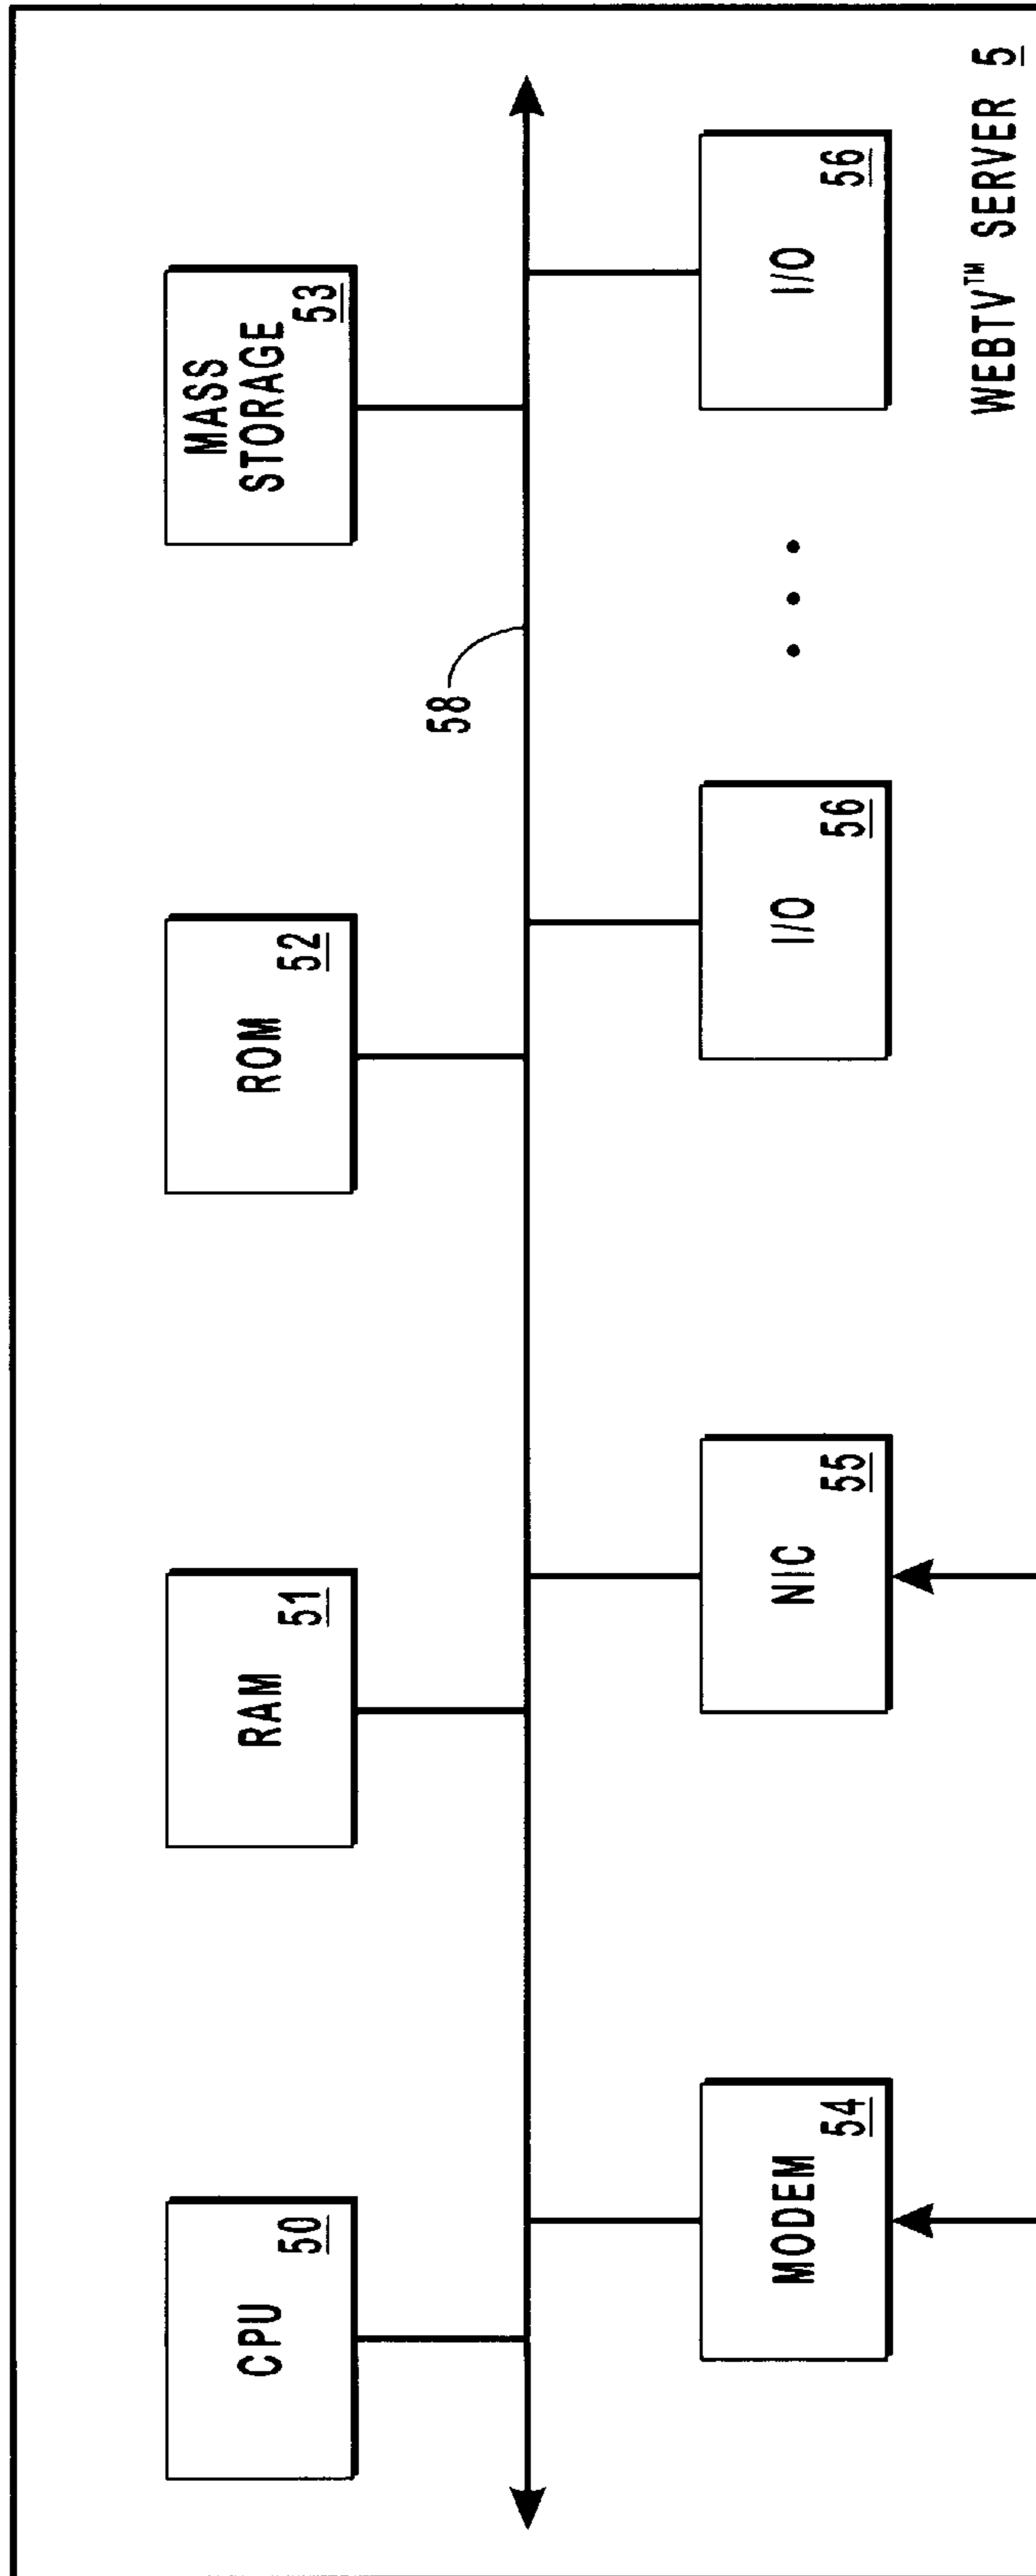 CPU
50
RAM
51
ROM
52
MASS
STORAGE
53
58
MODEM
54
NIC
55
I/O
56
I/O
56
WEBTV™ SERVER 5